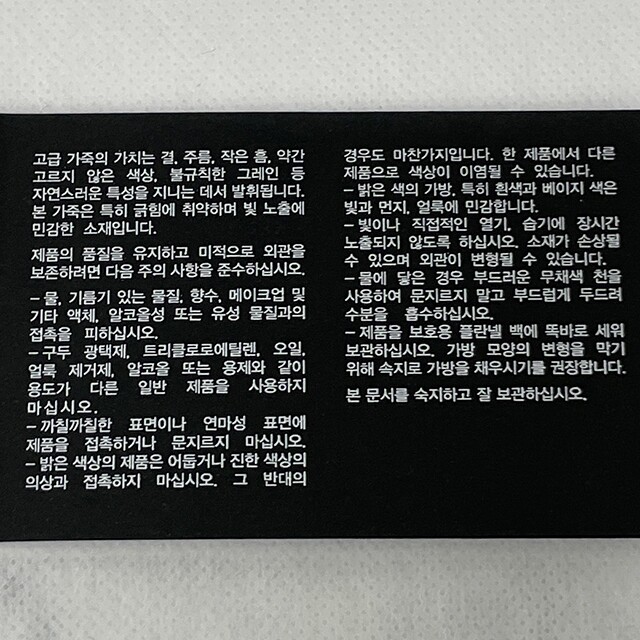 고급 가죽의 가치는 결, 주름, 작은 흠, 약간
고르지 않은 색상, 불규칙한 그레인 등
자연스러운 특성을 지니는 데서 발휘됩니다.
본 가죽은 특히 긁힘에 취약하며 빛 노출에
민감한 소재입니다.
제품의 품질을 유지하고 미적으로 외관을
보존하려면 다음 주의 사항을 준수하십시오.
– 물, 기름기 있는 물질, 향수, 메이크업 및
기타 액체, 알코올성 또는 유성 물질과의
접촉을 피하십시오.
– 구두 광택제, 트리클로로에틸렌, 오일,
얼룩 제거제, 알코올 또는 용제와 같이
용도가 다른 일반 제품을 사용하지
마십시오.
– 까칠까칠한 표면이나 연마성 표면에
제품을 접촉하거나 문지르지 마십시오.
– 밝은 색상의 제품은 어둡거나 진한 색상의
의상과 접촉하지 마십시오. 그 반대의
경우도 마찬가지입니다. 한 제품에서 다른
제품으로 색상이 이염될 수 있습니다.
– 밝은 색의 가방, 특히 흰색과 베이지 색은
빛과 먼지, 얼룩에 민감합니다.
– 빛이나 직접적인 열기, 습기에 장시간
노출되지 않도록 하십시오. 소재가 손상될
수 있으며 외관이 변형될 수 있습니다.
– 물에 닿은 경우 부드러운 무채색 천을
사용하여 문지르지 말고 부드럽게 두드려
수분을 흡수하십시오.
– 제품을 보호용 플란넬 백에 똑바로 세워
보관하십시오. 가방 모양의 변형을 막기
위해 속지로 가방을 채우시기를 권장합니다.
본 문서를 숙지하고 잘 보관하십시오.